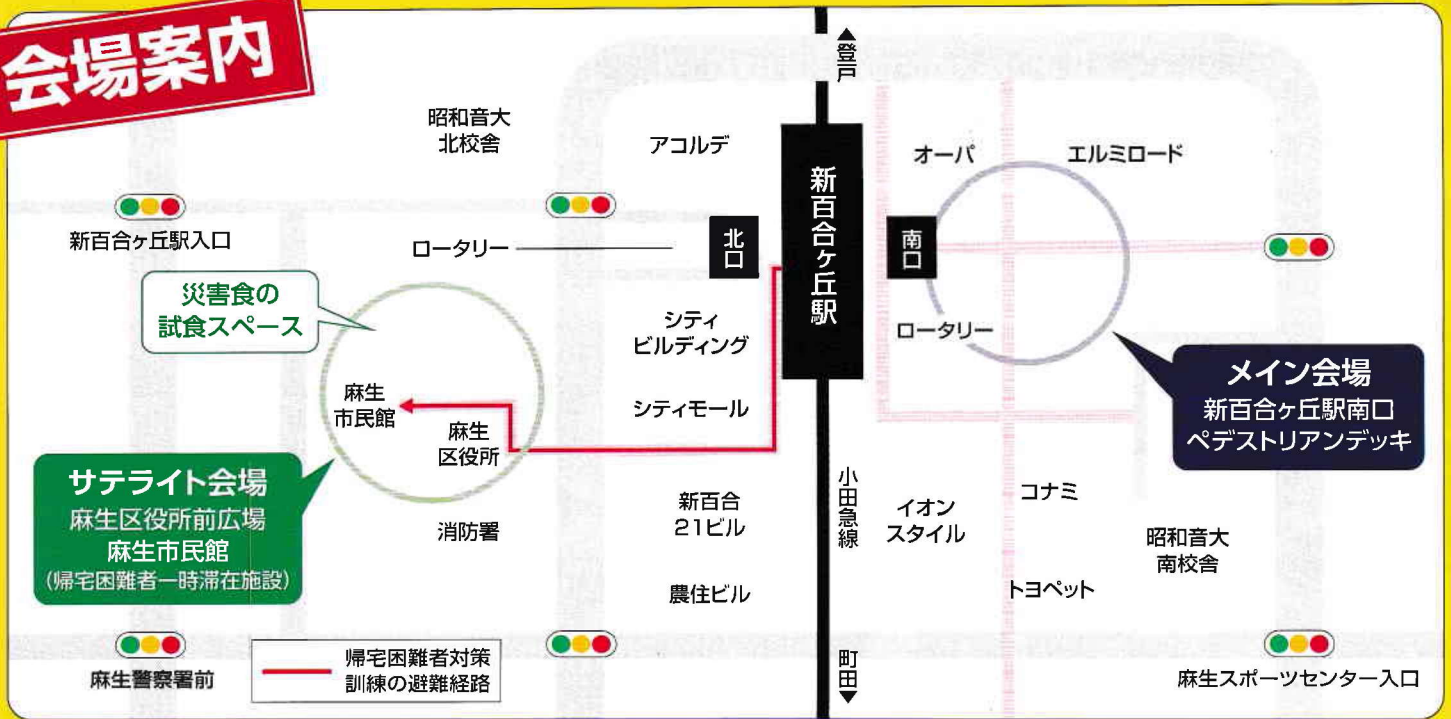 会場案内
▲登戸
昭和音大
北校舎
アコルデ
オーパ
エルミロード
新百合ヶ丘駅
新百合ヶ丘駅入口
ロータリー
北口
南口
災害食の
試食スペース
シティ
ビルディング
ロータリー
メイン会場
新百合ヶ丘駅南口
ペデストリアンデッキ
麻生
市民館
シティモール
麻生
区役所
サテライト会場
麻生区役所前広場
麻生市民館
(帰宅困難者一時滞在施設)
消防署
新百合
21ビル
小田急線
イオン
スタイル
コナミ
昭和音大
南校舎
農住ビル
トヨペット
麻生警察署前
帰宅困難者対策
訓練の避難経路
町田▼
麻生スポーツセンター入口